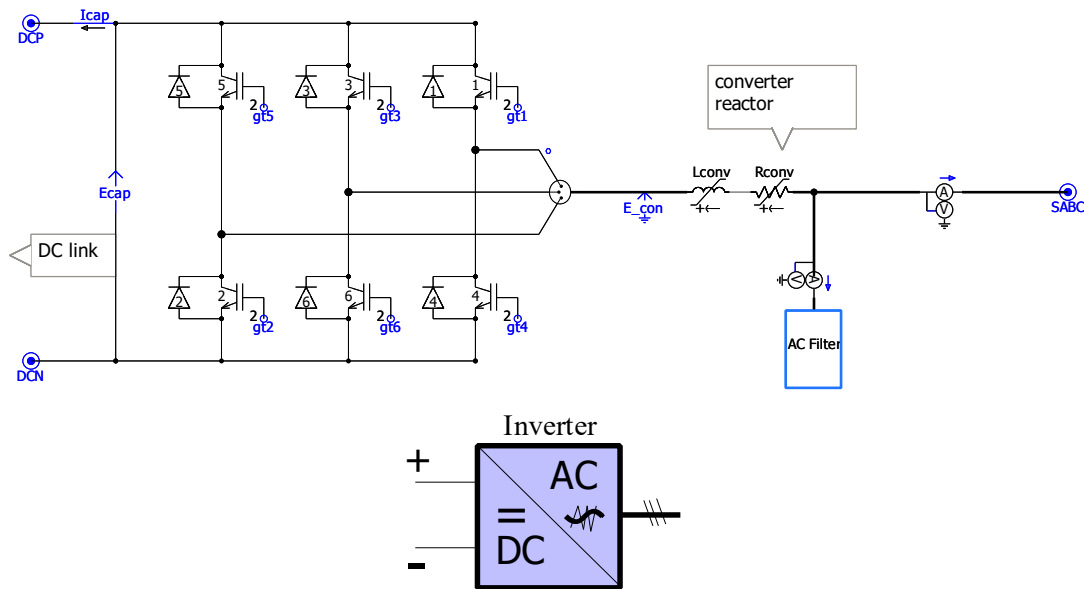 Icap
DCP
5
5
2
gt5
3
3
2
gt3
1
1
2
gt1
converter
reactor
Ecap
E_con
Lconv
Rconv
+
+
A
V
SABC
DC link
V
A
2
2
2
gt2
6
6
2
gt6
4
4
2
gt4
AC Filter
DCN
Inverter
+
AC
=
DC
-